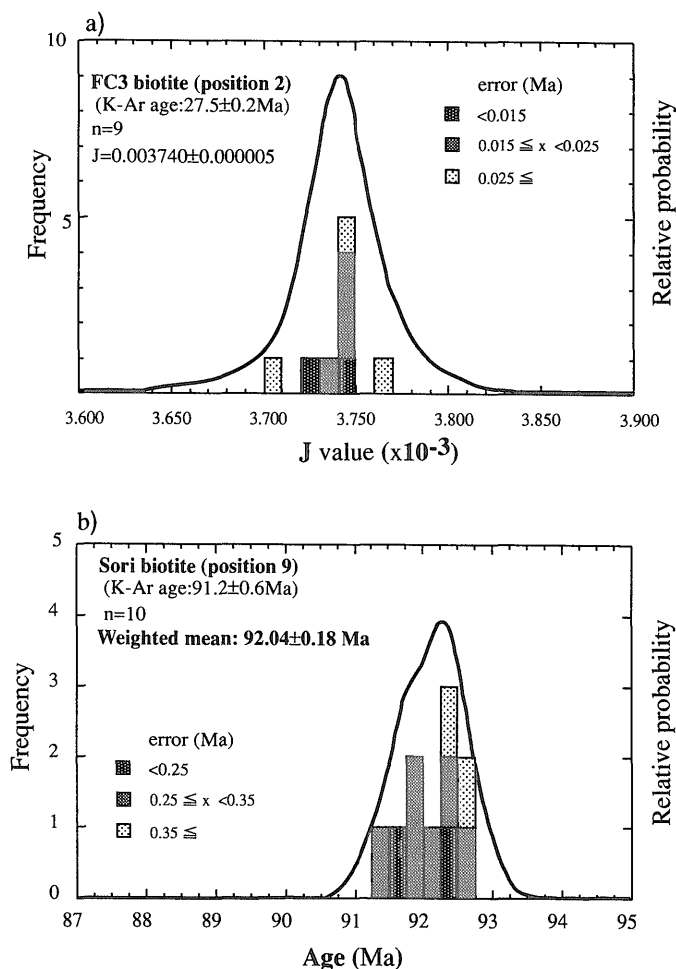 a)
10
FC3 biotite (position 2)
(K-Ar age:27.5±0.2Ma)
n=9
J=0.003740±0.000005
error (Ma)
<0.015
0.015 ≦ x <0.025
0.025 ≦
5
Frequency
Relative probability
3.600
3.650
3.700
3.750
3.800
3.850
3.900
J value (x10-3)
b)
5
Sori biotite (position 9)
(K-Ar age:91.2±0.6Ma)
n=10
Weighted mean: 92.04±0.18 Ma
4
3
2
1
0
error (Ma)
<0.25
0.25 ≦ x <0.35
0.35 ≦
Frequency
Relative probability
87
88
89
90
91
92
93
94
95
Age (Ma)